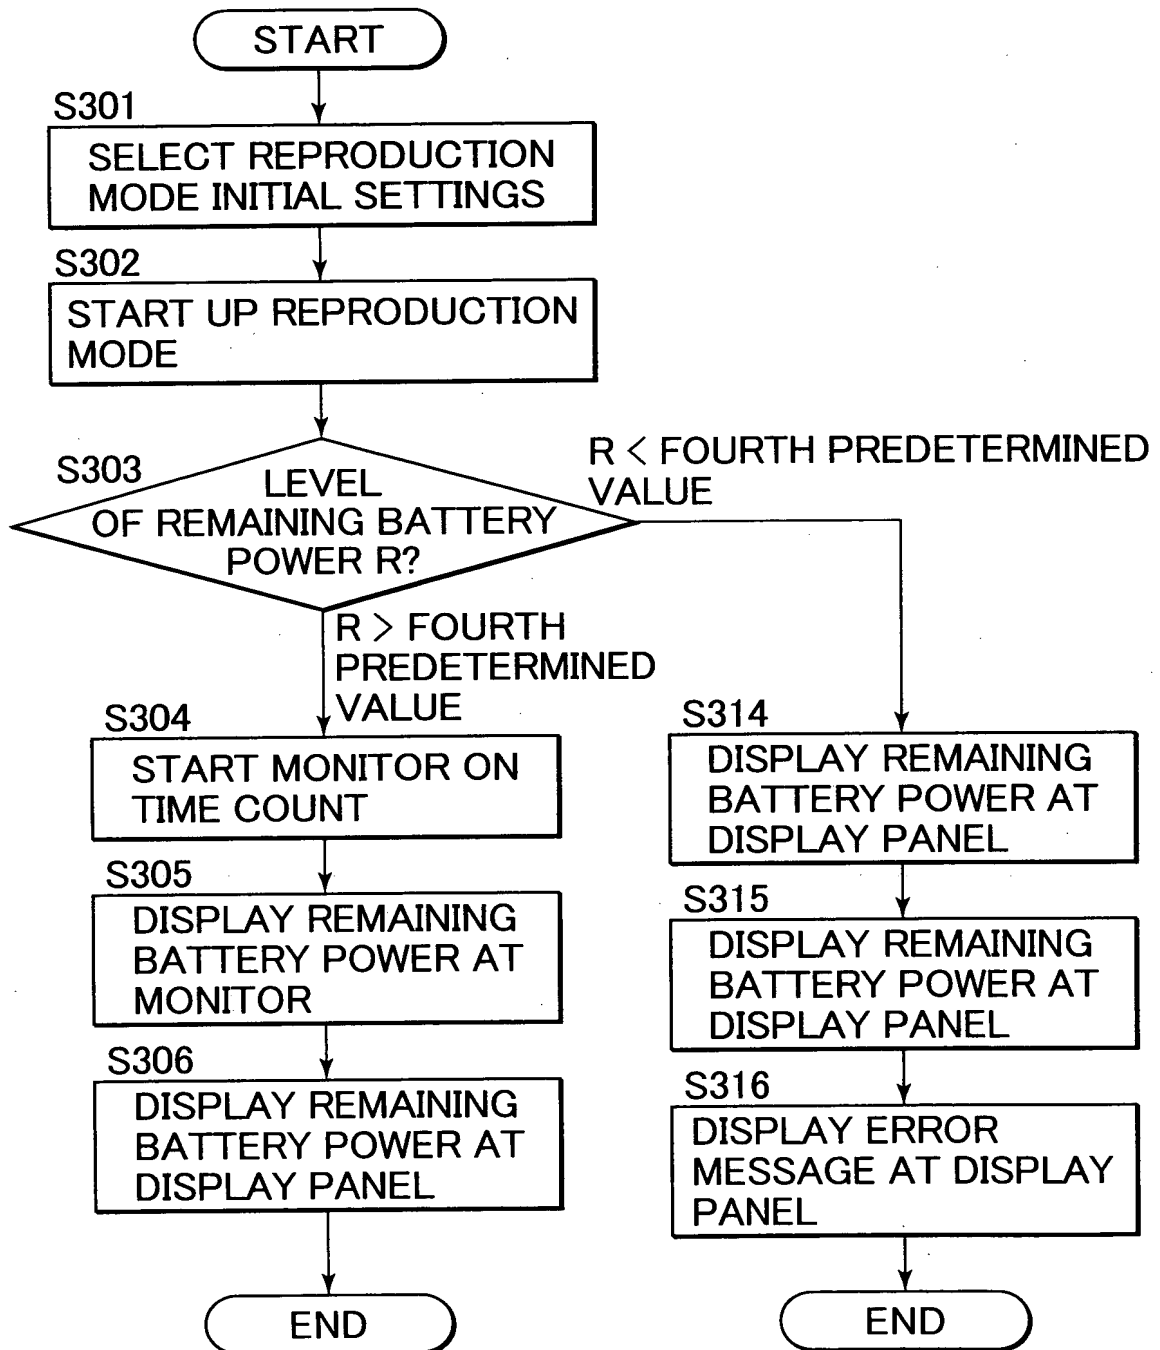 START
S301
SELECT REPRODUCTION
MODE INITIAL SETTINGS
S302
START UP REPRODUCTION
MODE
S303
LEVEL
OF REMAINING BATTERY
POWER R?
R < FOURTH PREDETERMINED
VALUE
R > FOURTH
PREDETERMINED
VALUE
S304
START MONITOR ON
TIME COUNT
S305
DISPLAY REMAINING
BATTERY POWER AT
MONITOR
S306
DISPLAY REMAINING
BATTERY POWER AT
DISPLAY PANEL
END
S314
DISPLAY REMAINING
BATTERY POWER AT
DISPLAY PANEL
S315
DISPLAY REMAINING
BATTERY POWER AT
DISPLAY PANEL
S316
DISPLAY ERROR
MESSAGE AT DISPLAY
PANEL
END